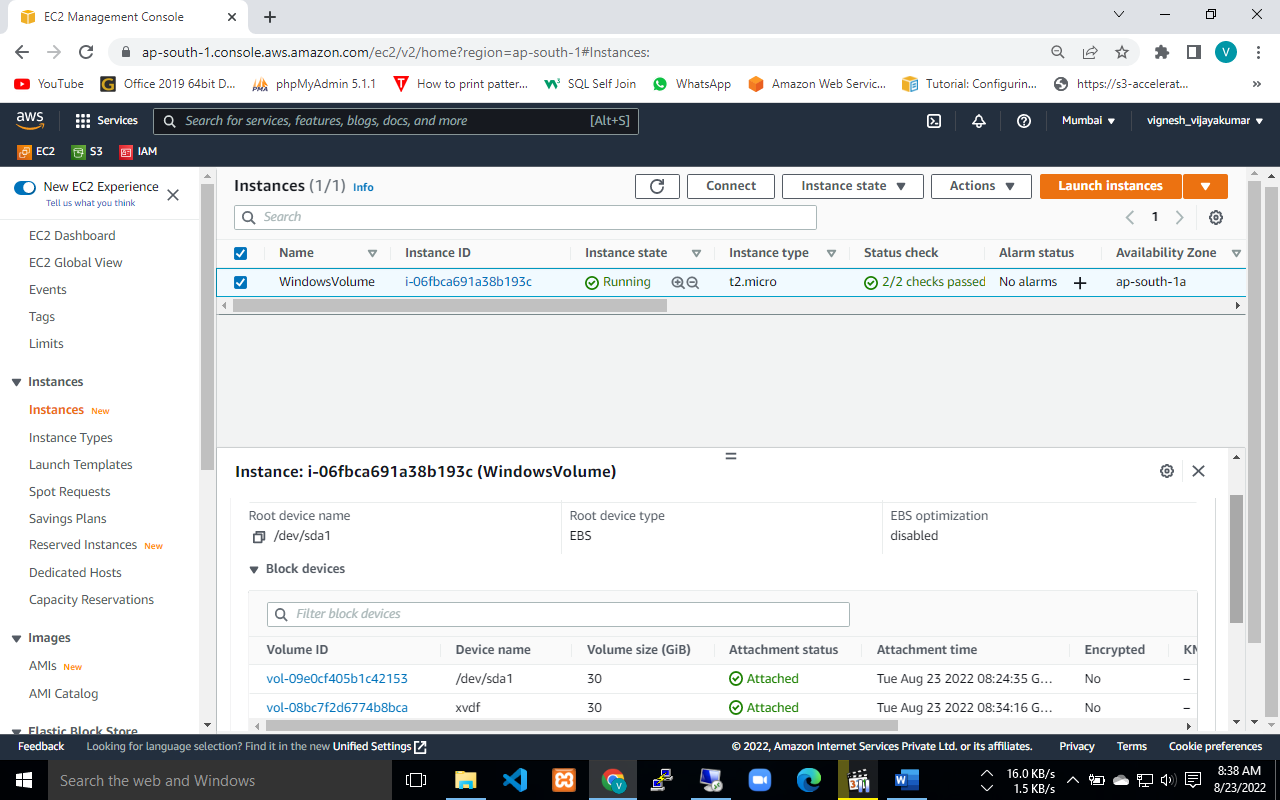 EC2 Management Console
ap-south-1.console.aws.amazon.com/ec2/v2/home?region=ap-south-1#Instances:
V
YouTube
Office 2019 64bit D...
phpMyAdmin 5.1.1
How to print patter...
SQL Self Join
WhatsApp
Amazon Web Servic...
Tutorial: Configurin...
https://s3-accelerat...
aws
Services
Search for services, features, blogs, docs, and more
[Alt+S]
Mumbai
vignesh_vijayakumar
EC2
S3
IAM
New EC2 Experience
Tell us what you think
EC2 Dashboard
EC2 Global View
Events
Tags
Limits
Instances
Instances New
Instance Types
Launch Templates
Spot Requests
Savings Plans
Reserved Instances New
Dedicated Hosts
Capacity Reservations
Images
AMIs New
AMI Catalog
Elastic Block Store
Instances (1/1) Info
Connect
Instance state
Actions
Launch instances
Search
1
Name Instance ID Instance state Instance type Status check Alarm status Availability Zone
WindowsVolume i-06fbca691a38b193c Running t2.micro 2/2 checks passed No alarms ap-south-1a
Instance: i-06fbca691a38b193c (WindowsVolume)
Root device name Root device type EBS optimization
/dev/sda1 EBS disabled
Block devices
Filter block devices
Volume ID Device name Volume size (GiB) Attachment status Attachment time Encrypted
vol-09e0cf405b1c42153 /dev/sda1 30 Attached Tue Aug 23 2022 08:24:35 G... No –
vol-08bc7f2d6774b8bca xvdf 30 Attached Tue Aug 23 2022 08:34:16 G... No –
Feedback Looking for language selection? Find it in the new Unified Settings © 2022, Amazon Internet Services Private Ltd. or its affiliates. Privacy Terms Cookie preferences
Search the web and Windows
16.0 KB/s
1.5 KB/s
8:38 AM
8/23/2022